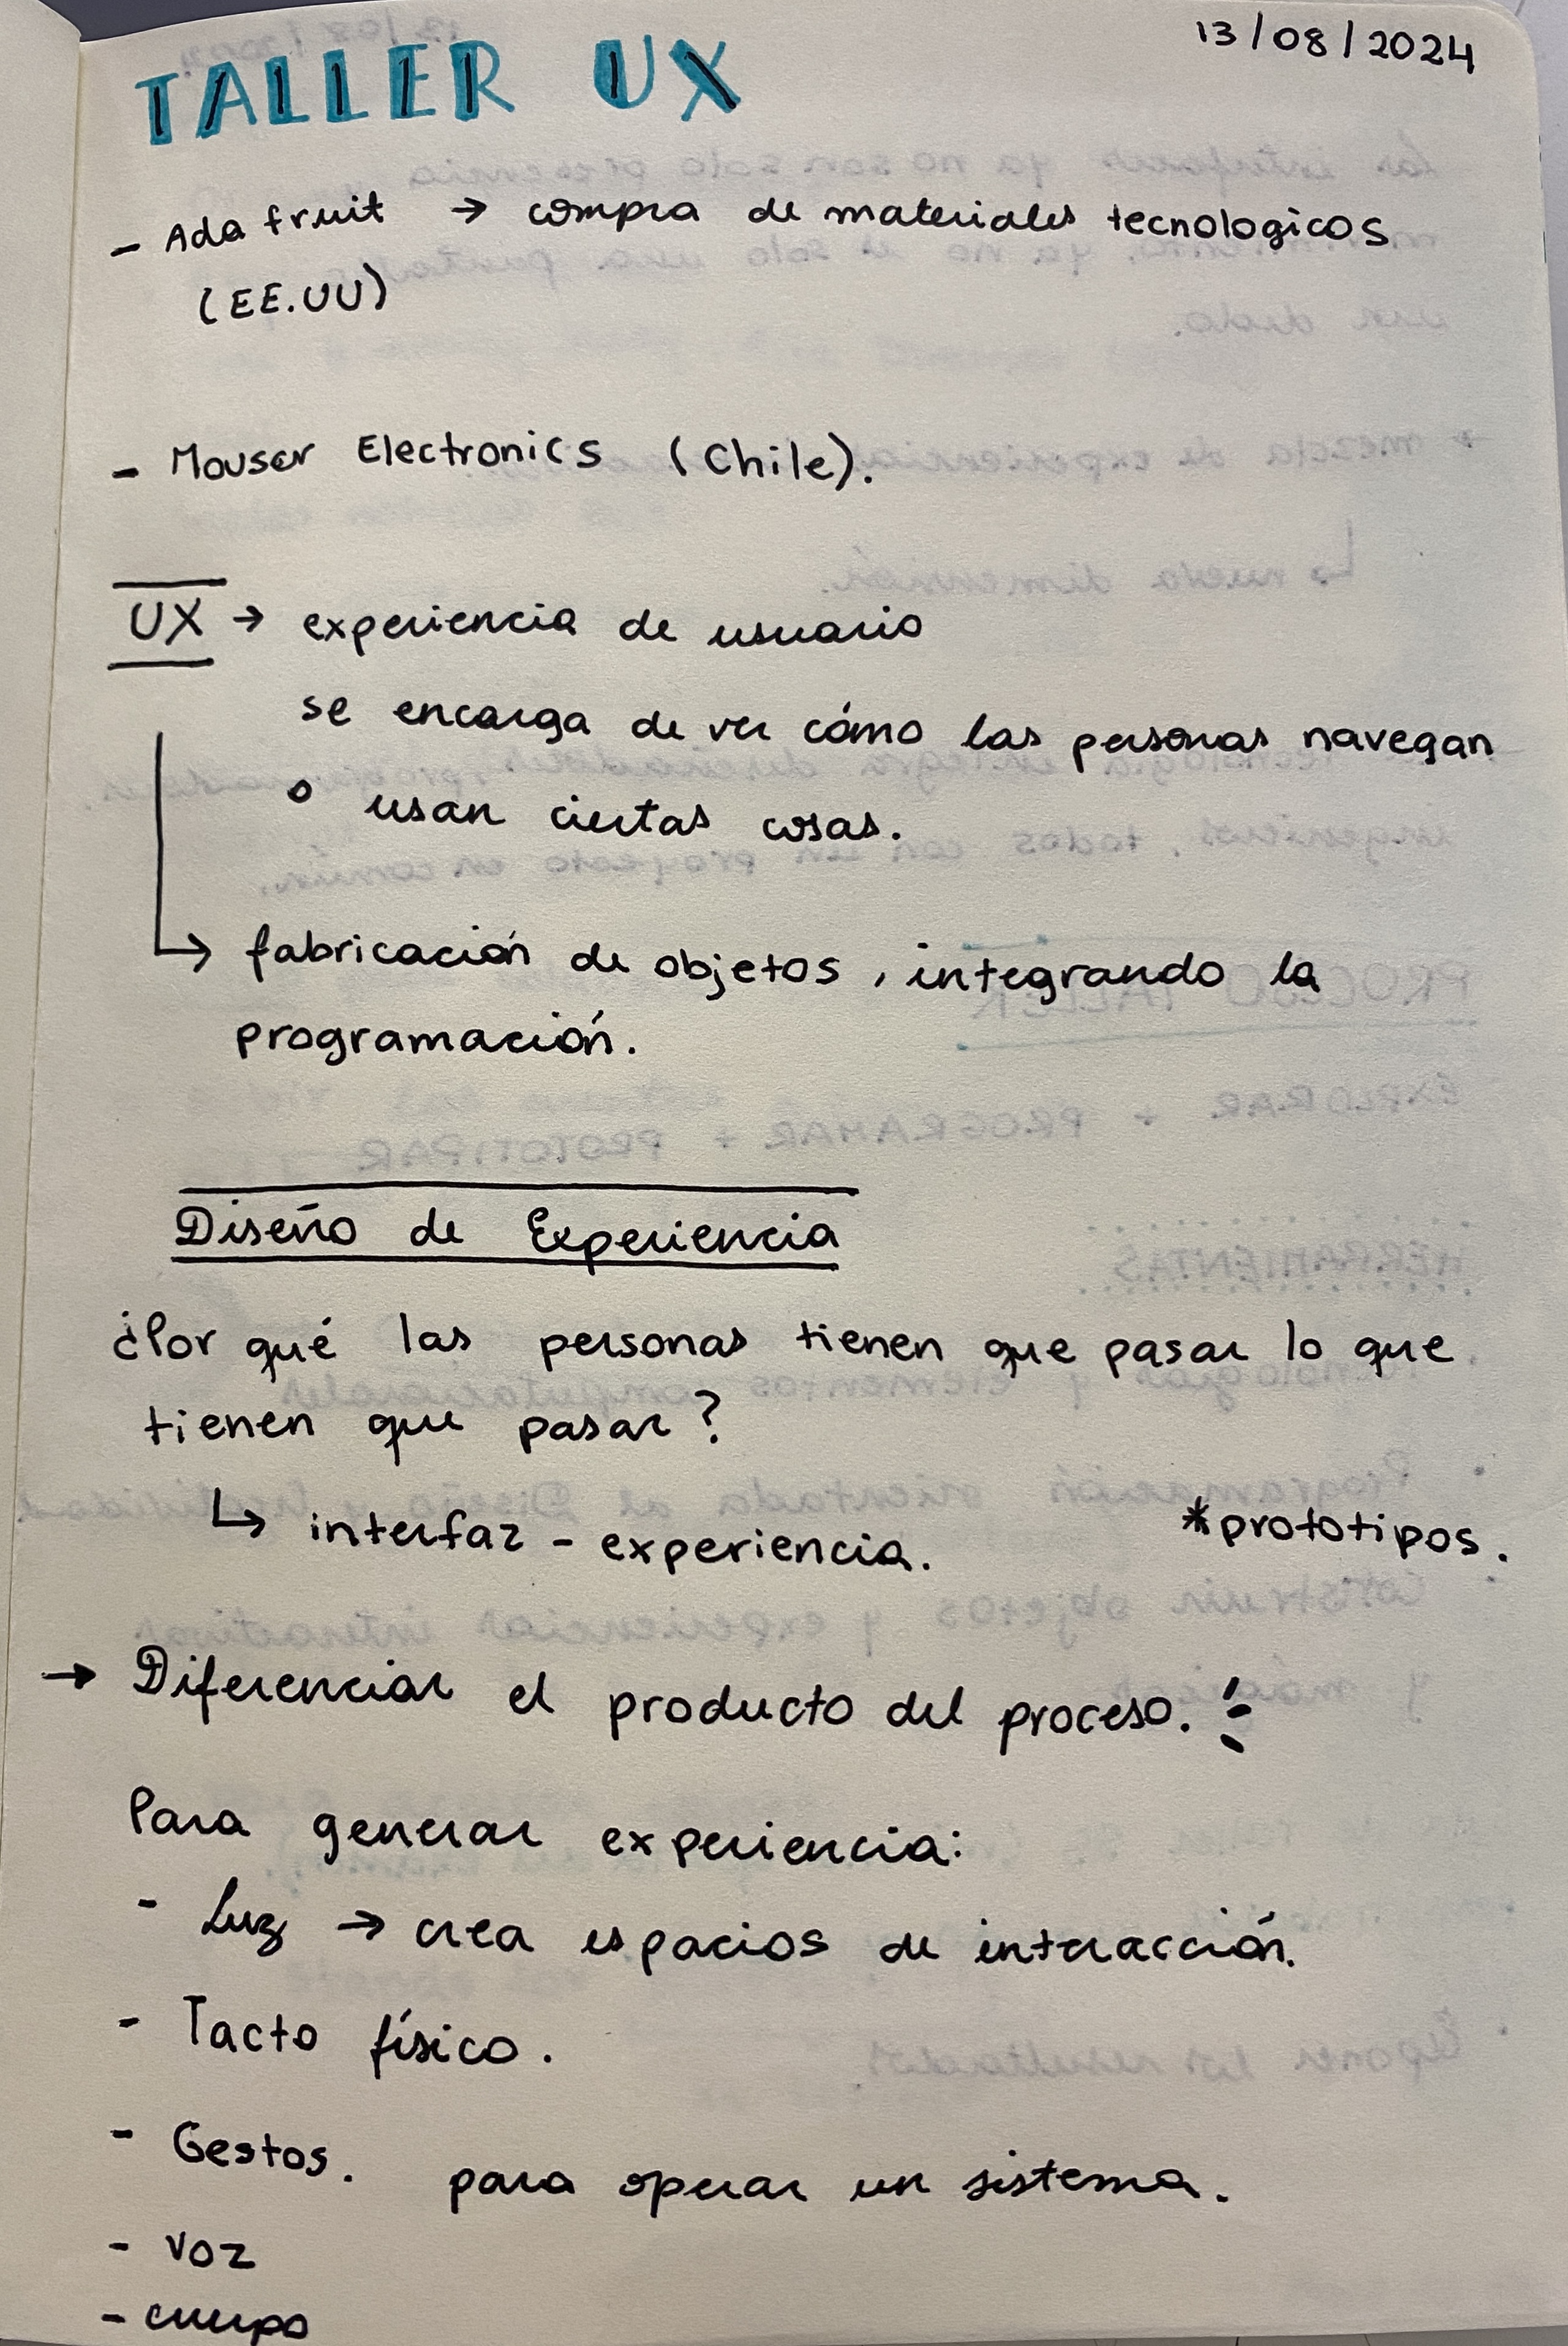 13/08/2024
TALLER UX
- Adafruit → compra de materiales tecnologicos
(EE.UU)
- Mouser Electronics (Chile).
UX → experiencia de usuario
se encarga de ver cómo las personas navegan
o usan ciertas cosas.
↳ fabricación de objetos, integrando la
programación.
Diseño de Experiencia
¿Por qué las personas tienen que pasar lo que
tienen que pasar?
↳ interfaz - experiencia. *prototipos.
→ Diferenciar el producto del proceso.
Para generar experiencia:
- Luz → crea espacios de interacción.
- Tacto físico.
- Gestos. para operar un sistema.
- Voz
- cuerpo